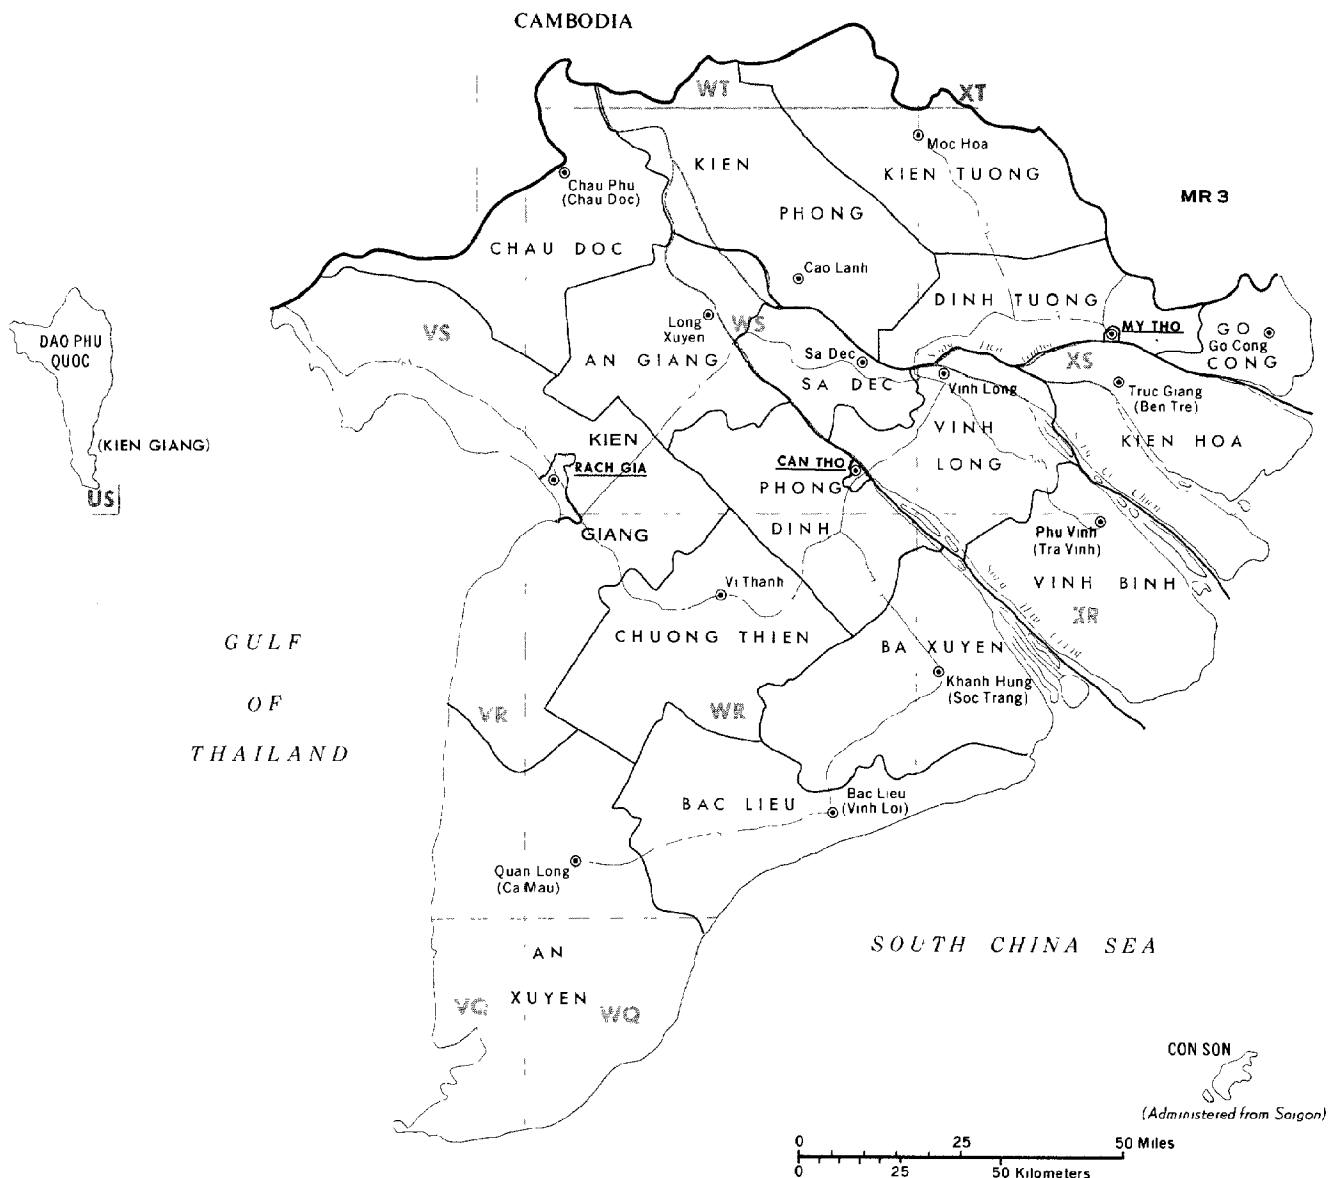 CAMBODIA
WT
XT
Moc Hoa
KIEN
KIEN TUONG
Chau Phu
(Chau Doc)
MR 3
PHONG
CHAU DOC
Cao Lanh
DINH TUONG
DAO PHU
QUOC
VS
Long
Xuyen
WS
MY THO
GO
Go Cong
CONG
AN GIANG
Sa Dec
SA DEC
XS
Vinh Long
Truc Giang
(Ben Tre)
VINH
LONG
KIEN HOA
(KIEN GIANG)
US
KIEN
RACH GIA
GIANG
CAN THO
PHONG
DINH
Co Chien
Phu Vinh
(Tra Vinh)
VINH BINH
XR
Vi Thanh
CHUONG THIEN
BA XUYEN
Khanh Hung
(Soc Trang)
GULF
OF
THAILAND
VR
WR
BAC LIEU
Bac Lieu
(Vinh Loi)
Quan Long
(Ca Mau)
SOUTH CHINA SEA
AN
XUYEN
VQ
WQ
CON SON
(Administered from Saigon)
0 25 50 Miles
0 25 50 Kilometers